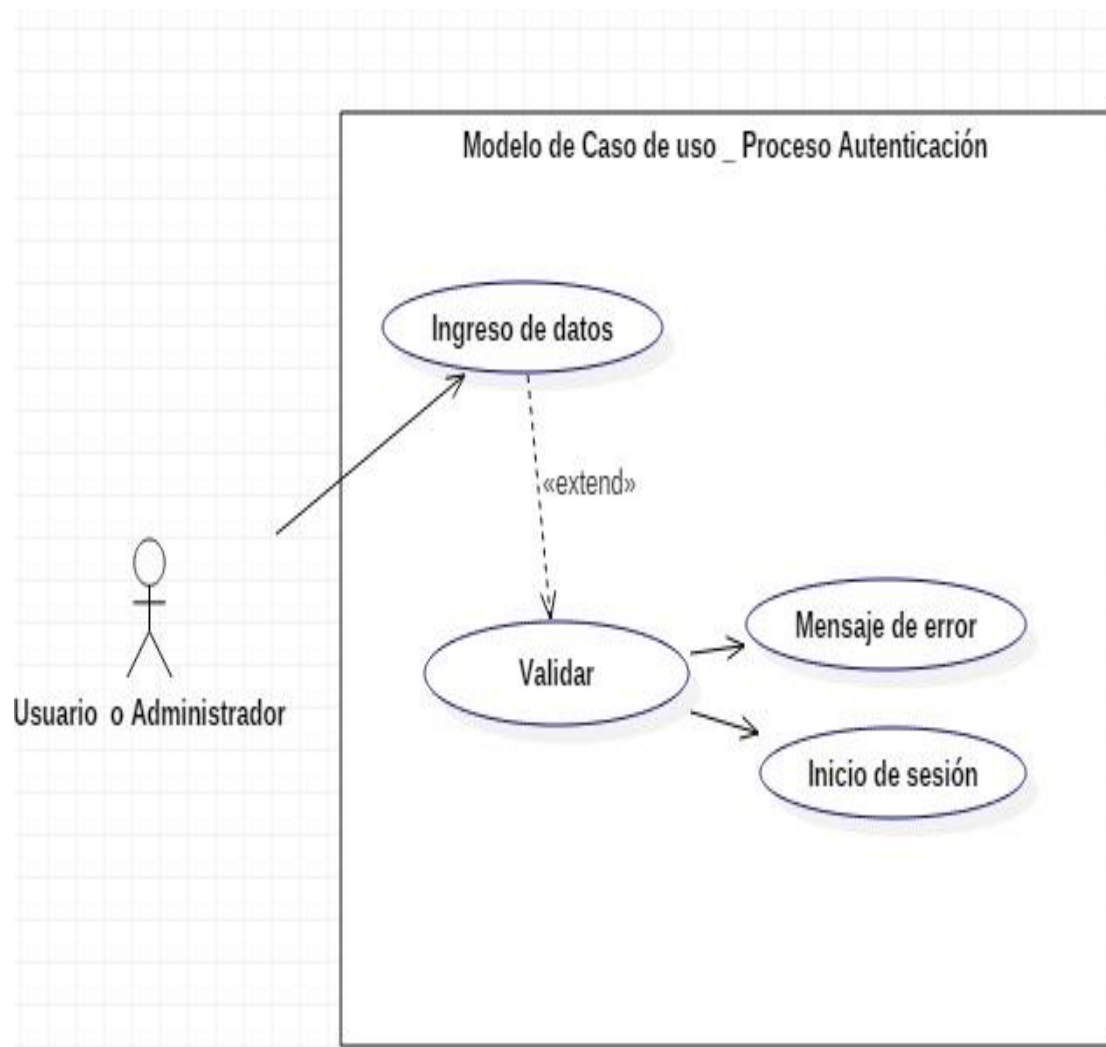 Modelo de Caso de uso _ Proceso Autenticación
Ingreso de datos
«extend»
Mensaje de error
Validar
Usuario o Administrador
Inicio de sesión